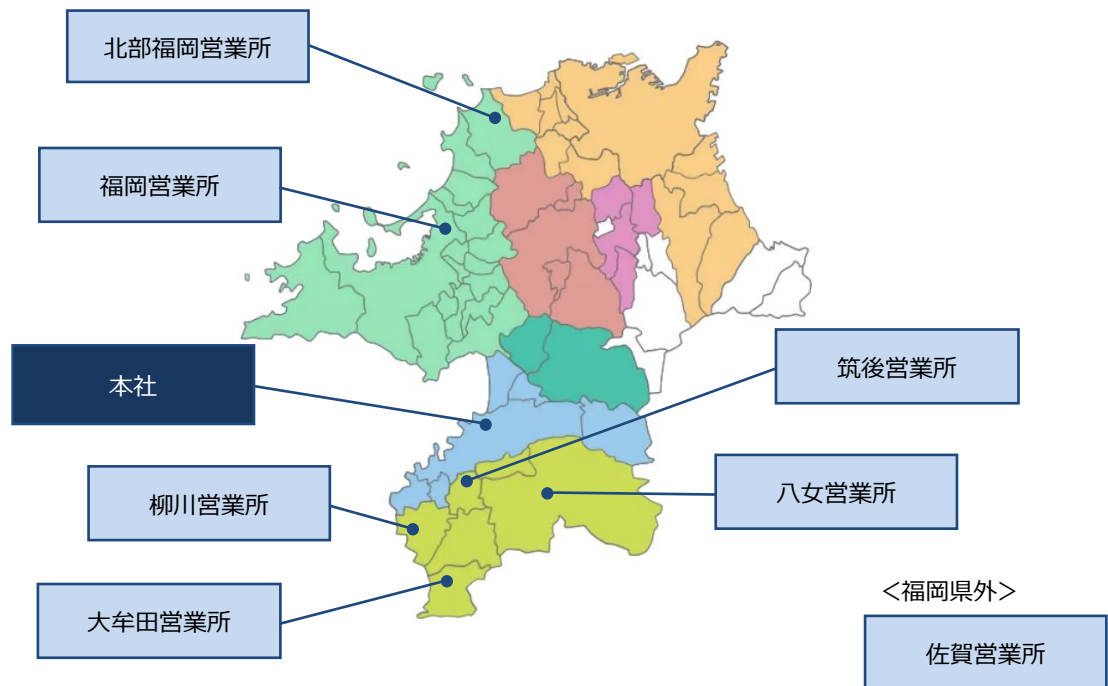 北部福岡営業所
福岡営業所
本社
筑後営業所
柳川営業所
八女営業所
大牟田営業所
＜福岡県外＞
佐賀営業所